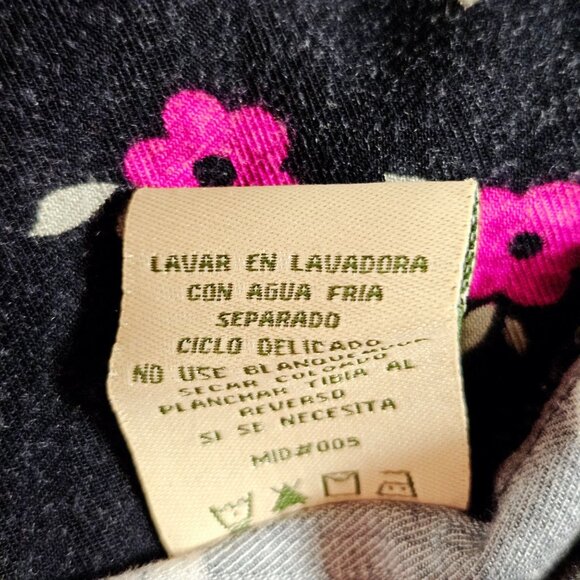 LAVAR EN LAVADORA
CON AGUA FRIA
SEPARADO
CICLO DELICADO
NO USE BLANQUEADOR
SECAR COLGADO
PLANCHAR TIBIA AL
REVERSO
SI SE NECESITA
MID#005